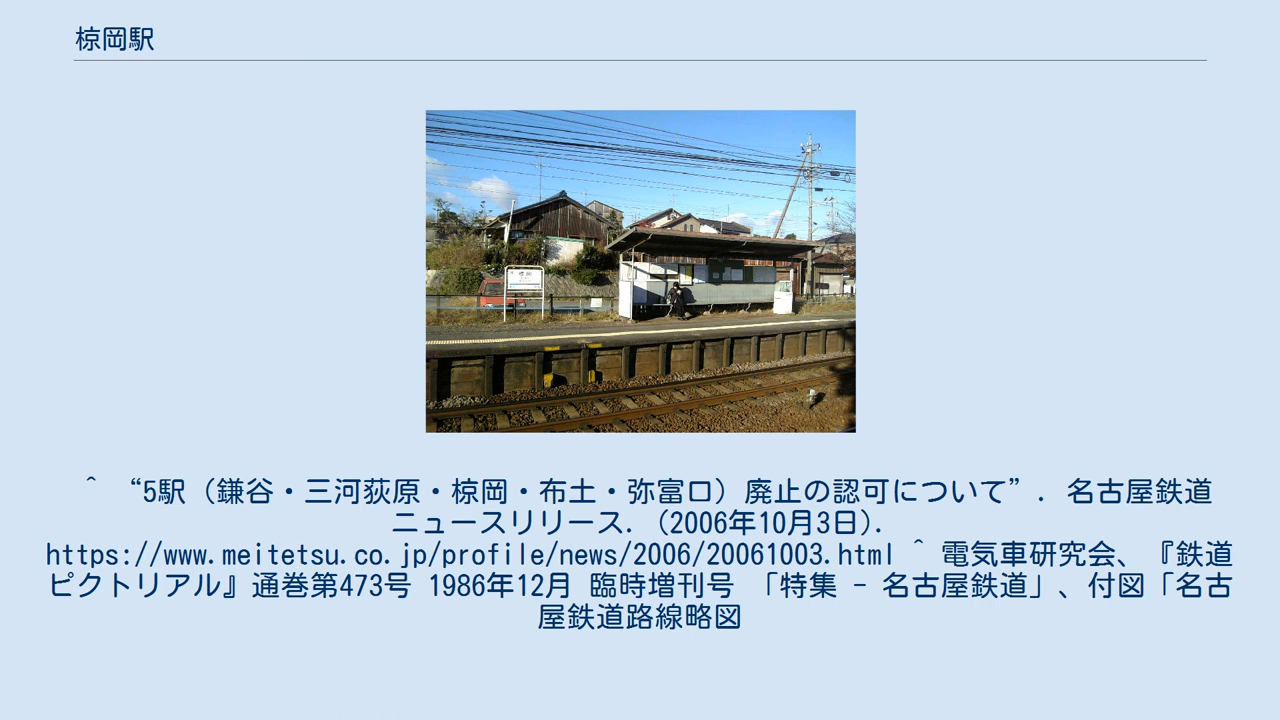 椋岡駅
^ “5駅（鎌谷・三河荻原・椋岡・布土・弥富口）廃止の認可について”. 名古屋鉄道
ニュースリリース. (2006年10月3日).
https://www.meitetsu.co.jp/profile/news/2006/20061003.html ^ 電気車研究会、『鉄道
ピクトリアル』通巻第473号 1986年12月 臨時増刊号 「特集 - 名古屋鉄道」、付図「名古
屋鉄道路線略図